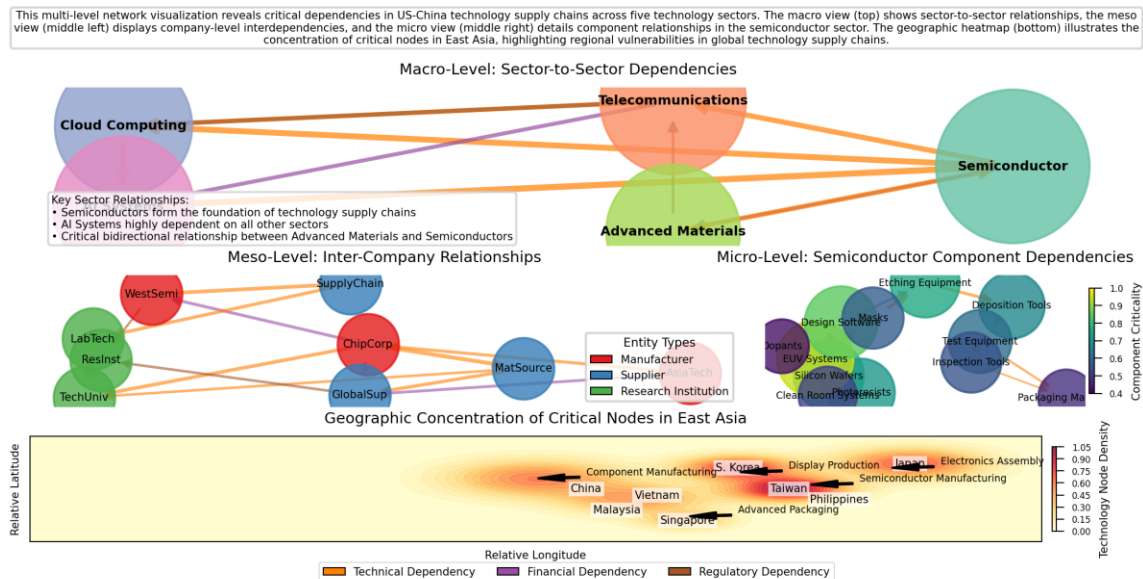 This multi-level network visualization reveals critical dependencies in US-China technology supply chains across five technology sectors. The macro view (top) shows sector-to-sector relationships, the meso
view (middle left) displays company-level interdependencies, and the micro view (middle right) details component relationships in the semiconductor sector. The geographic heatmap (bottom) illustrates the
concentration of critical nodes in East Asia, highlighting regional vulnerabilities in global technology supply chains.
Macro-Level: Sector-to-Sector Dependencies
Telecommunications
Cloud Computing
Semiconductor
AI Systems
Advanced Materials
Key Sector Relationships:
• Semiconductors form the foundation of technology supply chains
• AI Systems highly dependent on all other sectors
• Critical bidirectional relationship between Advanced Materials and Semiconductors
Meso-Level: Inter-Company Relationships
WestSemi
SupplyChain
LabTech
ResInst
ChipCorp
TechUniv
GlobalSup
MatSource
AsiaTech
Entity Types
Manufacturer
Supplier
Research Institution
Micro-Level: Semiconductor Component Dependencies
Etching Equipment
Deposition Tools
Masks
Design Software
Dopants
EUV Systems
Test Equipment
Inspection Tools
Silicon Wafers
Photoresists
Clean Room Systems
Packaging Ma
1.0
0.9
0.8
0.7
0.6
0.5
0.4
Component Criticality
Geographic Concentration of Critical Nodes in East Asia
Relative Latitude
S. Korea
Japan
Electronics Assembly
Display Production
Component Manufacturing
Semiconductor Manufacturing
China
Taiwan
Vietnam
Philippines
Malaysia
Advanced Packaging
Singapore
1.05
0.90
0.75
0.60
0.45
0.30
0.15
0.00
Technology Node Density
Relative Longitude
Technical Dependency
Financial Dependency
Regulatory Dependency